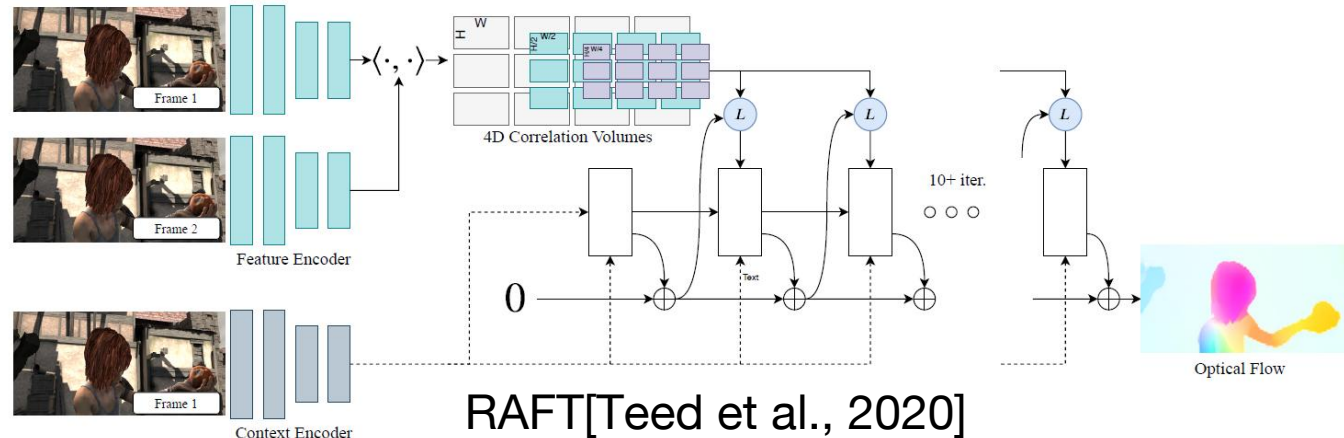 Frame 1
⟨·, ·⟩
H W
H/2 W/2
H/4 W/4
4D Correlation Volumes
L
L
L
Frame 2
Feature Encoder
10+ iter.
Text
0
Frame 1
Context Encoder
Optical Flow
RAFT[Teed et al., 2020]